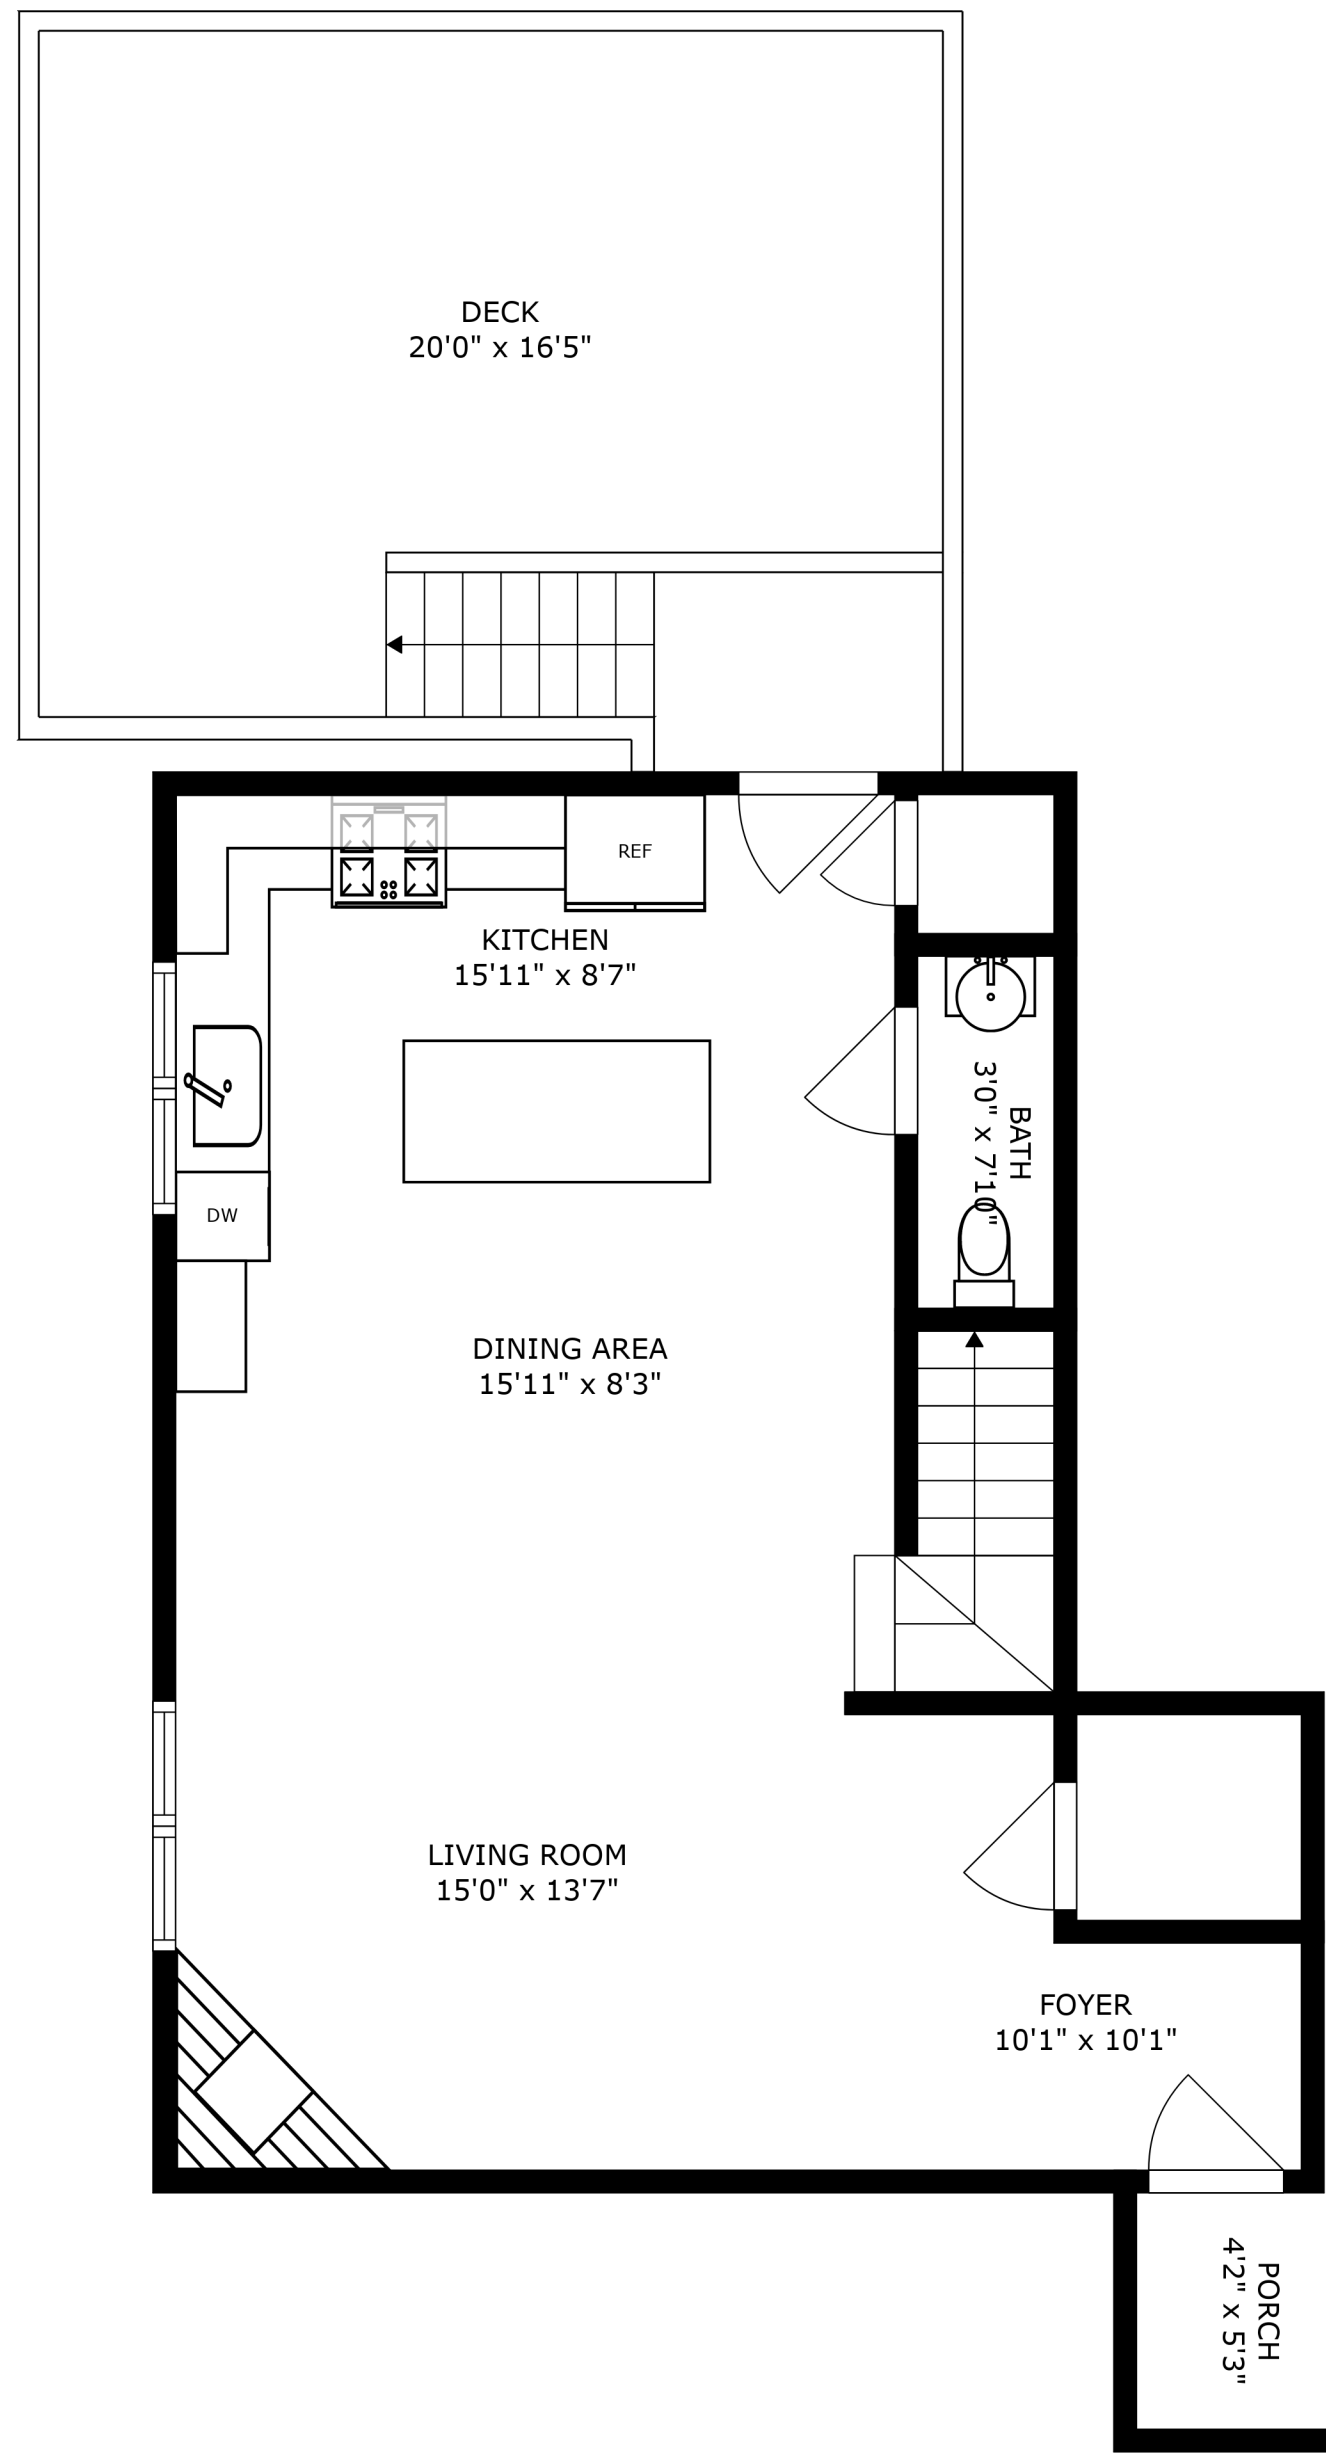 DECK
20'0" x 16'5"
REF
KITCHEN
15'11" x 8'7"
BATH
3'0" x 7'10"
DW
DINING AREA
15'11" x 8'3"
LIVING ROOM
15'0" x 13'7"
FOYER
10'1" x 10'1"
PORCH
4'2" x 5'3"